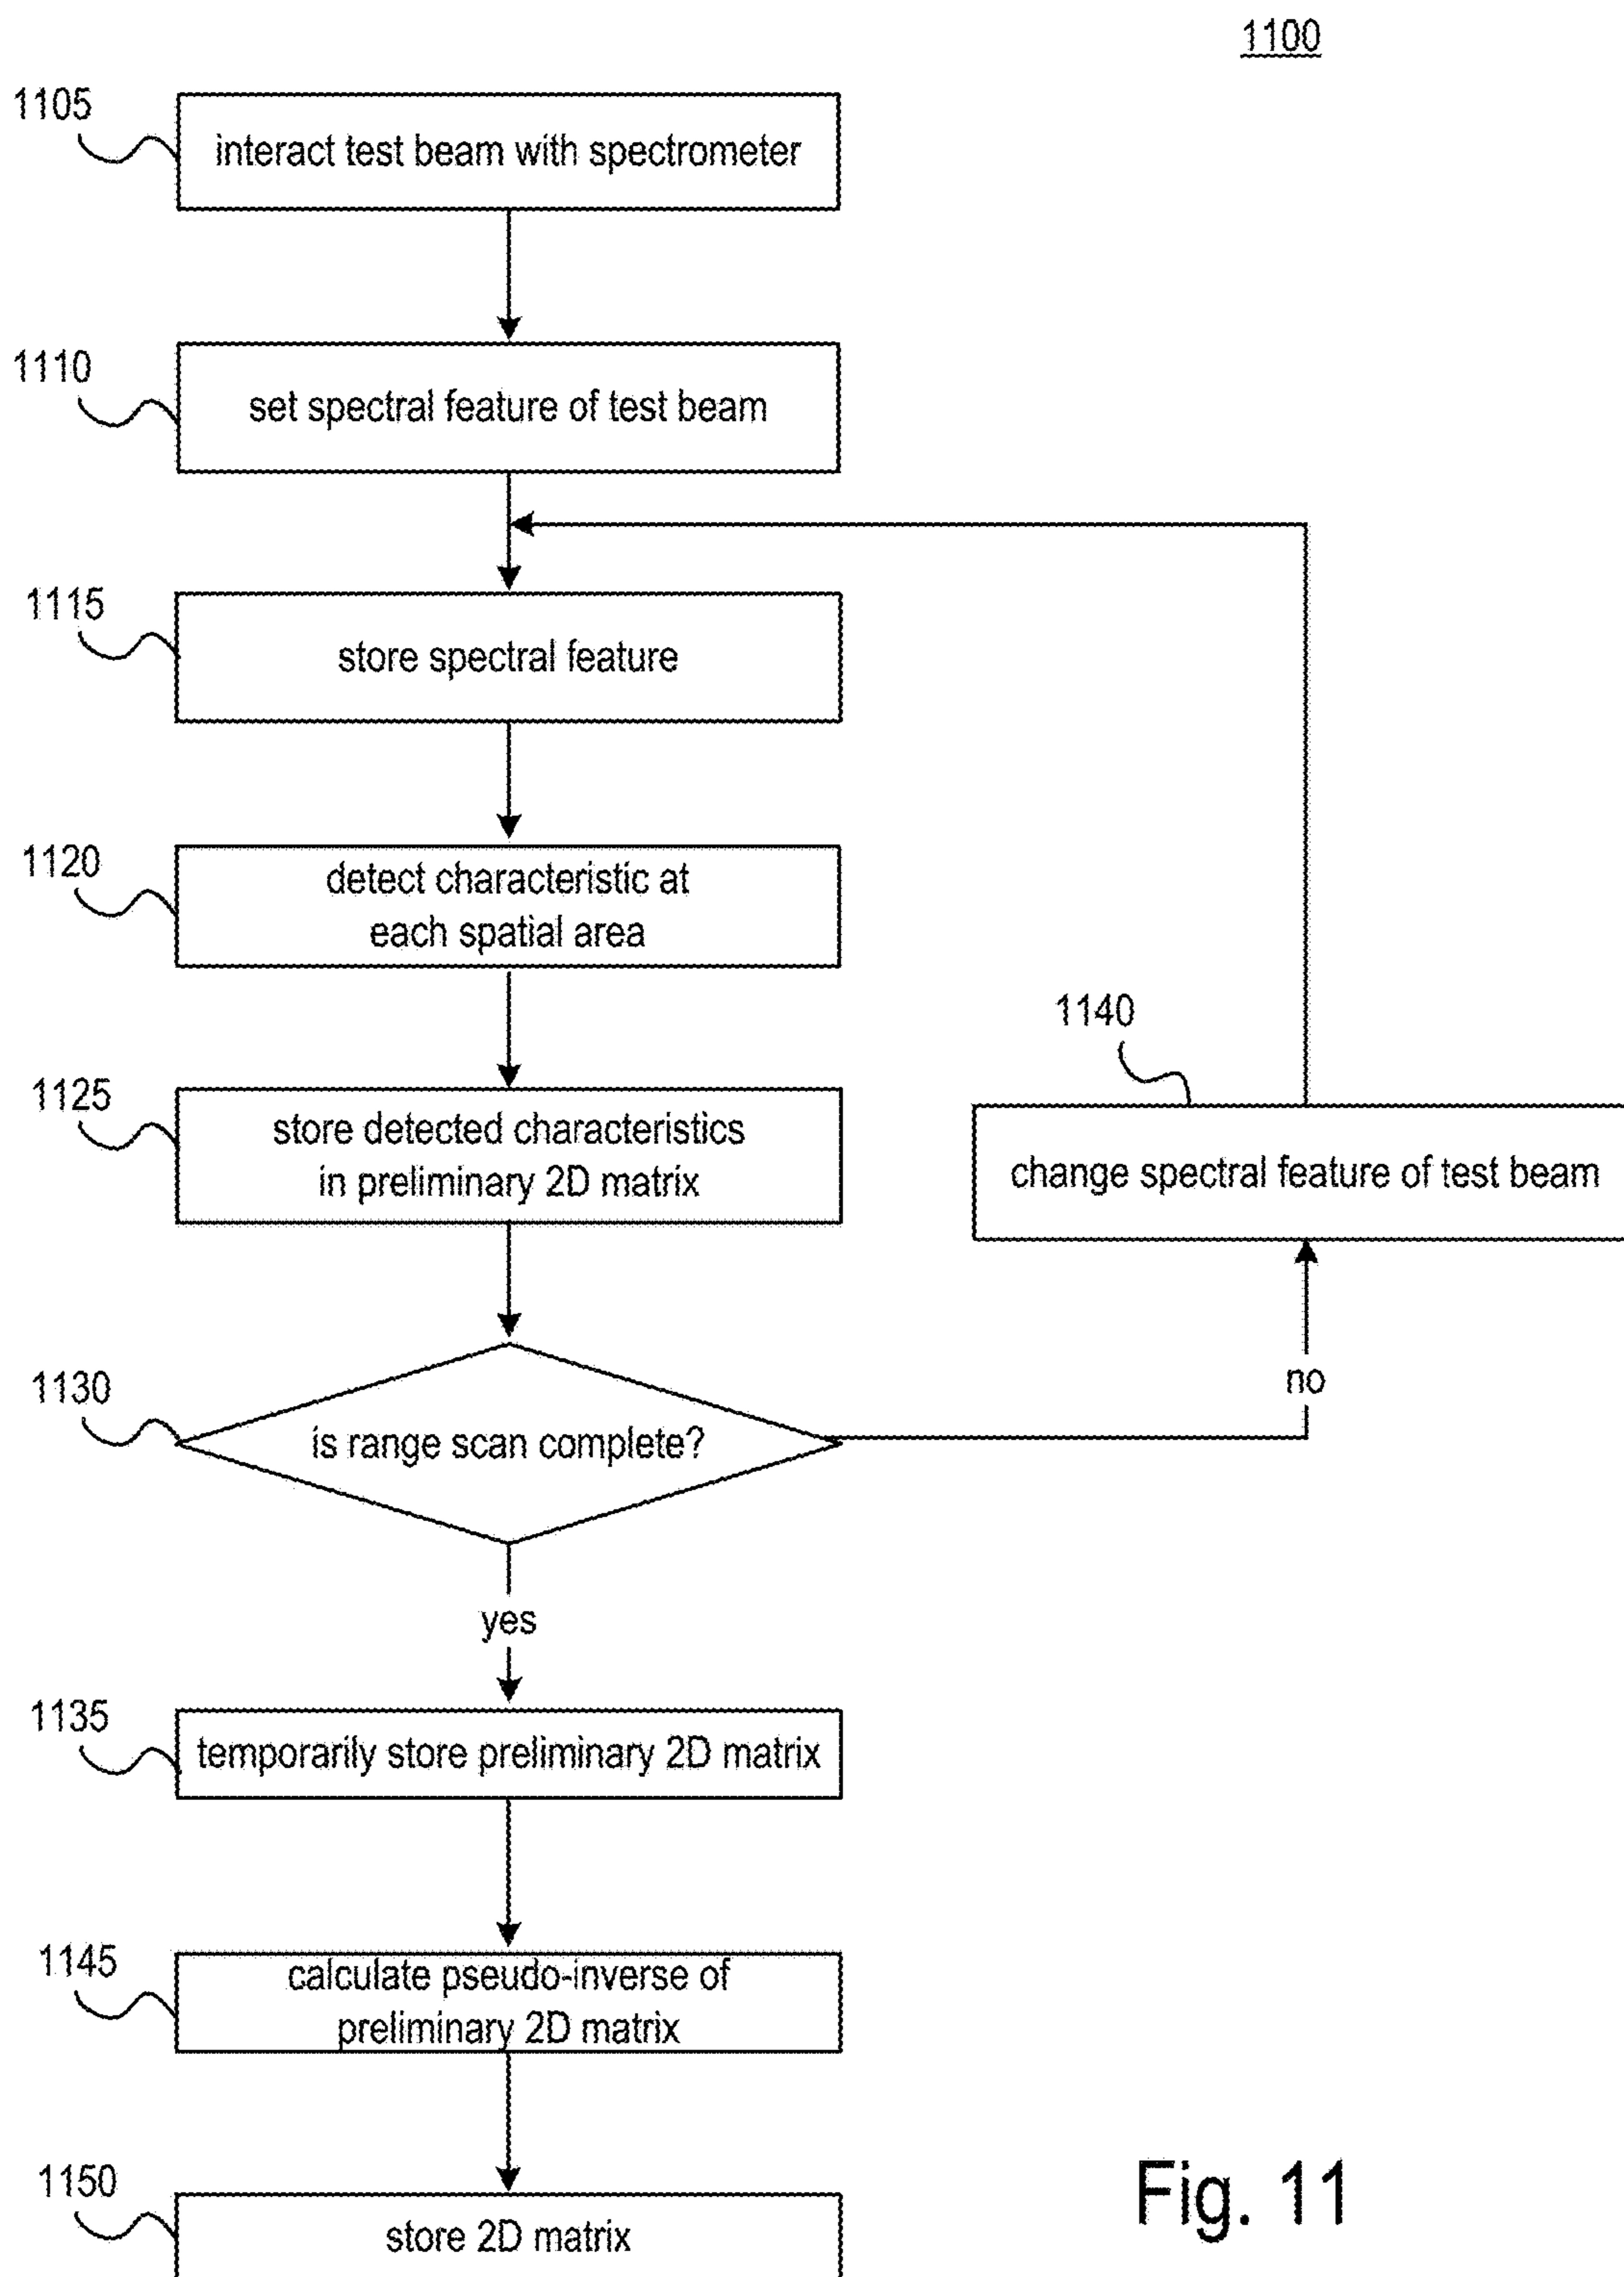 1100
1105
interact test beam with spectrometer
1110
set spectral feature of test beam
1115
store spectral feature
1120
detect characteristic at
each spatial area
1125
store detected characteristics
in preliminary 2D matrix
1140
change spectral feature of test beam
1130
is range scan complete?
no
yes
1135
temporarily store preliminary 2D matrix
1145
calculate pseudo-inverse of
preliminary 2D matrix
1150
store 2D matrix
Fig. 11